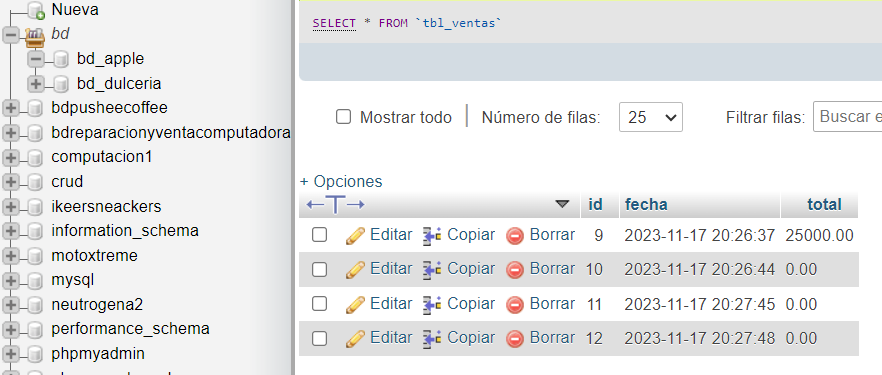 Nueva
bd
bd_apple
bd_dulceria
bdpusheecoffee
bdreparacionyventacomputadora
computacion1
crud
ikeersneackers
information_schema
motoxtreme
mysql
neutrogena2
performance_schema
phpmyadmin
SELECT * FROM `tbl_ventas`
Mostrar todo | Número de filas: 25 Filtrar filas: Buscar e
+ Opciones
←T→ id fecha total
Editar Copiar Borrar 9 2023-11-17 20:26:37 25000.00
Editar Copiar Borrar 10 2023-11-17 20:26:44 0.00
Editar Copiar Borrar 11 2023-11-17 20:27:45 0.00
Editar Copiar Borrar 12 2023-11-17 20:27:48 0.00